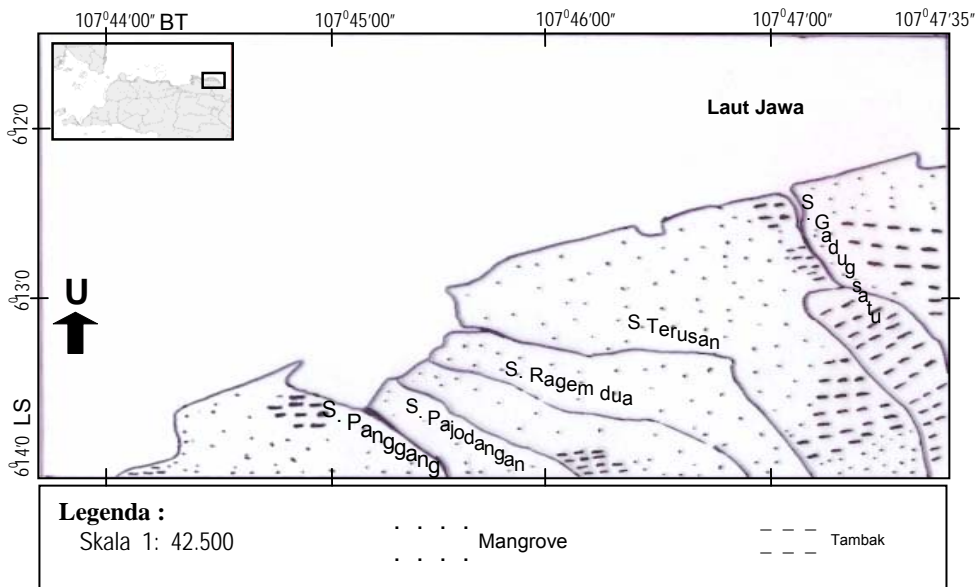 107⁰44'00" BT 107⁰45'00" 107⁰46'00" 107⁰47'00" 107⁰47'35"
Laut Jawa
6⁰12'0
6⁰13'0
6⁰14'0 LS
U
S. Gadug satu
S Terusan
S. Ragem dua
S. Pajodangan
S. Panggang
Legenda :
Skala 1: 42.500
Mangrove
Tambak